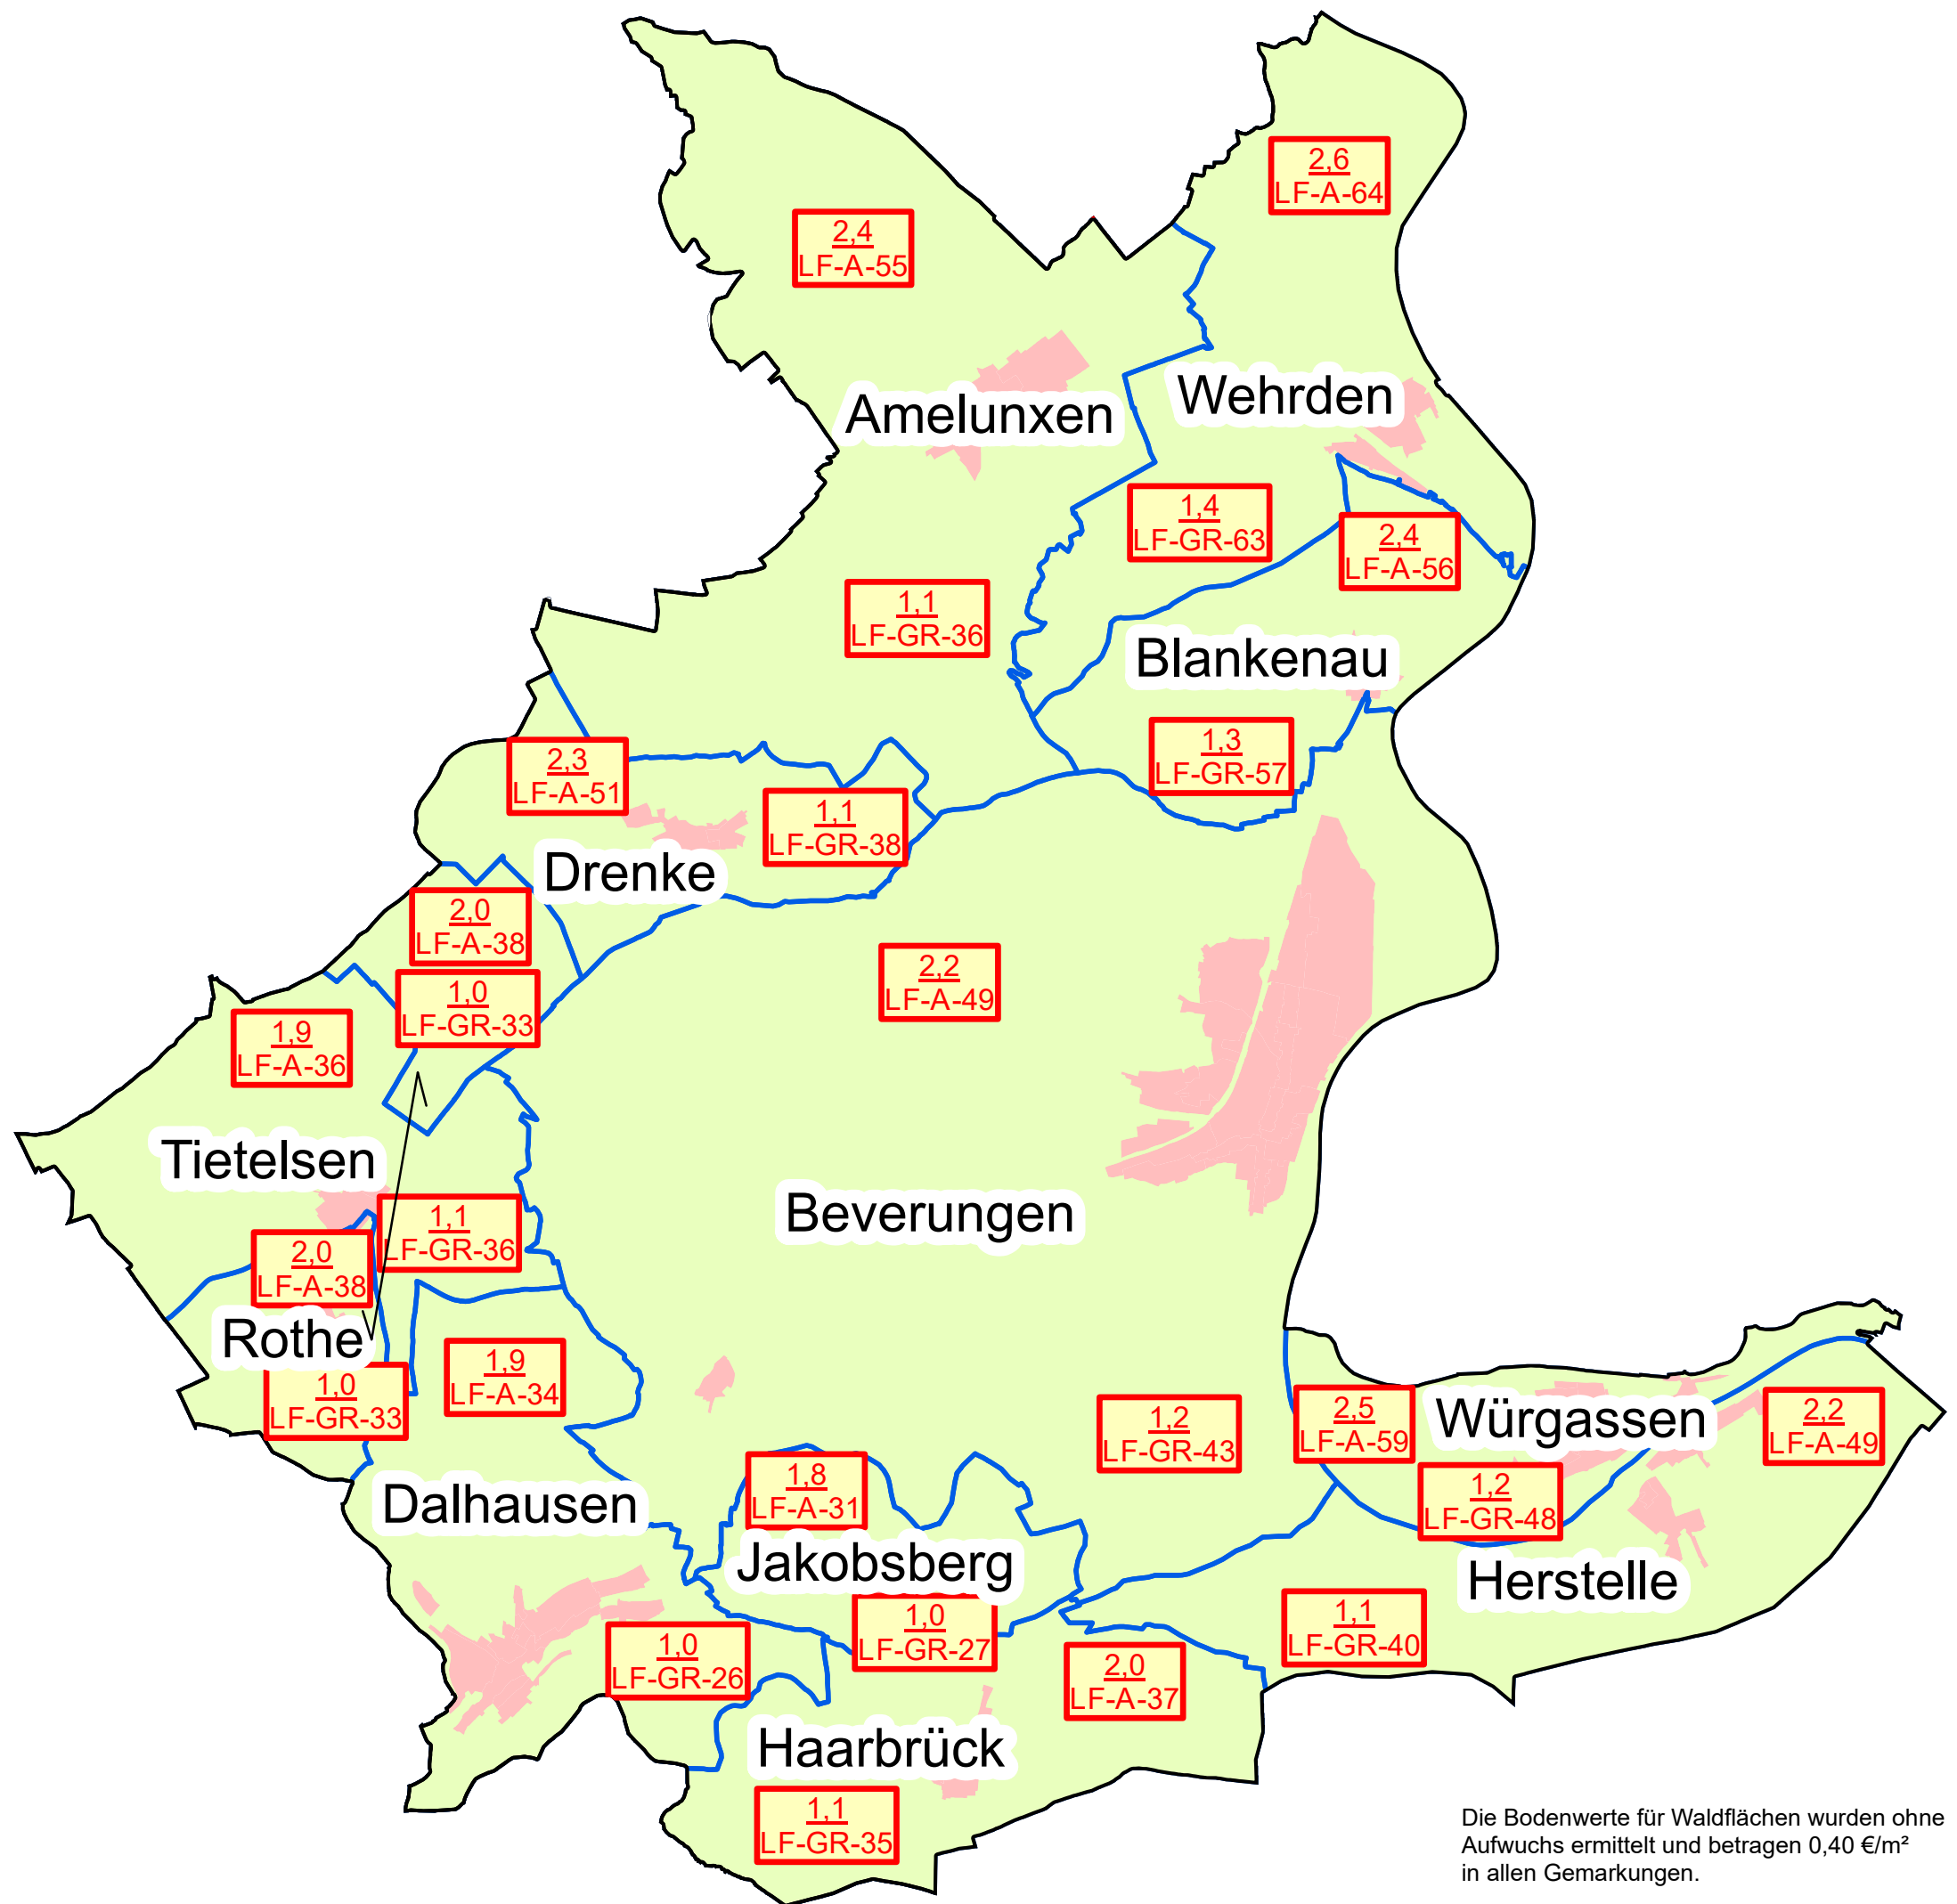 2,6
LF-A-64
2,4
LF-A-55
Wehrden
Amelunxen
1,4
LF-GR-63
2,4
LF-A-56
1,1
LF-GR-36
Blankenau
1,3
LF-GR-57
2,3
LF-A-51
1,1
LF-GR-38
Drenke
2,0
LF-A-38
2,2
LF-A-49
1,0
LF-GR-33
1,9
LF-A-36
Tietelsen
Beverungen
1,1
LF-GR-36
2,0
LF-A-38
Rothe
1,0
LF-GR-33
1,9
LF-A-34
1,2
LF-GR-43
2,5
LF-A-59
Würgassen
2,2
LF-A-49
1,8
LF-A-31
Dalhausen
1,2
LF-GR-48
Jakobsberg
Herstelle
1,0
LF-GR-27
1,1
LF-GR-40
1,0
LF-GR-26
2,0
LF-A-37
Haarbrück
1,1
LF-GR-35
Die Bodenwerte für Waldflächen wurden ohne
Aufwuchs ermittelt und betragen 0,40 €/m²
in allen Gemarkungen.